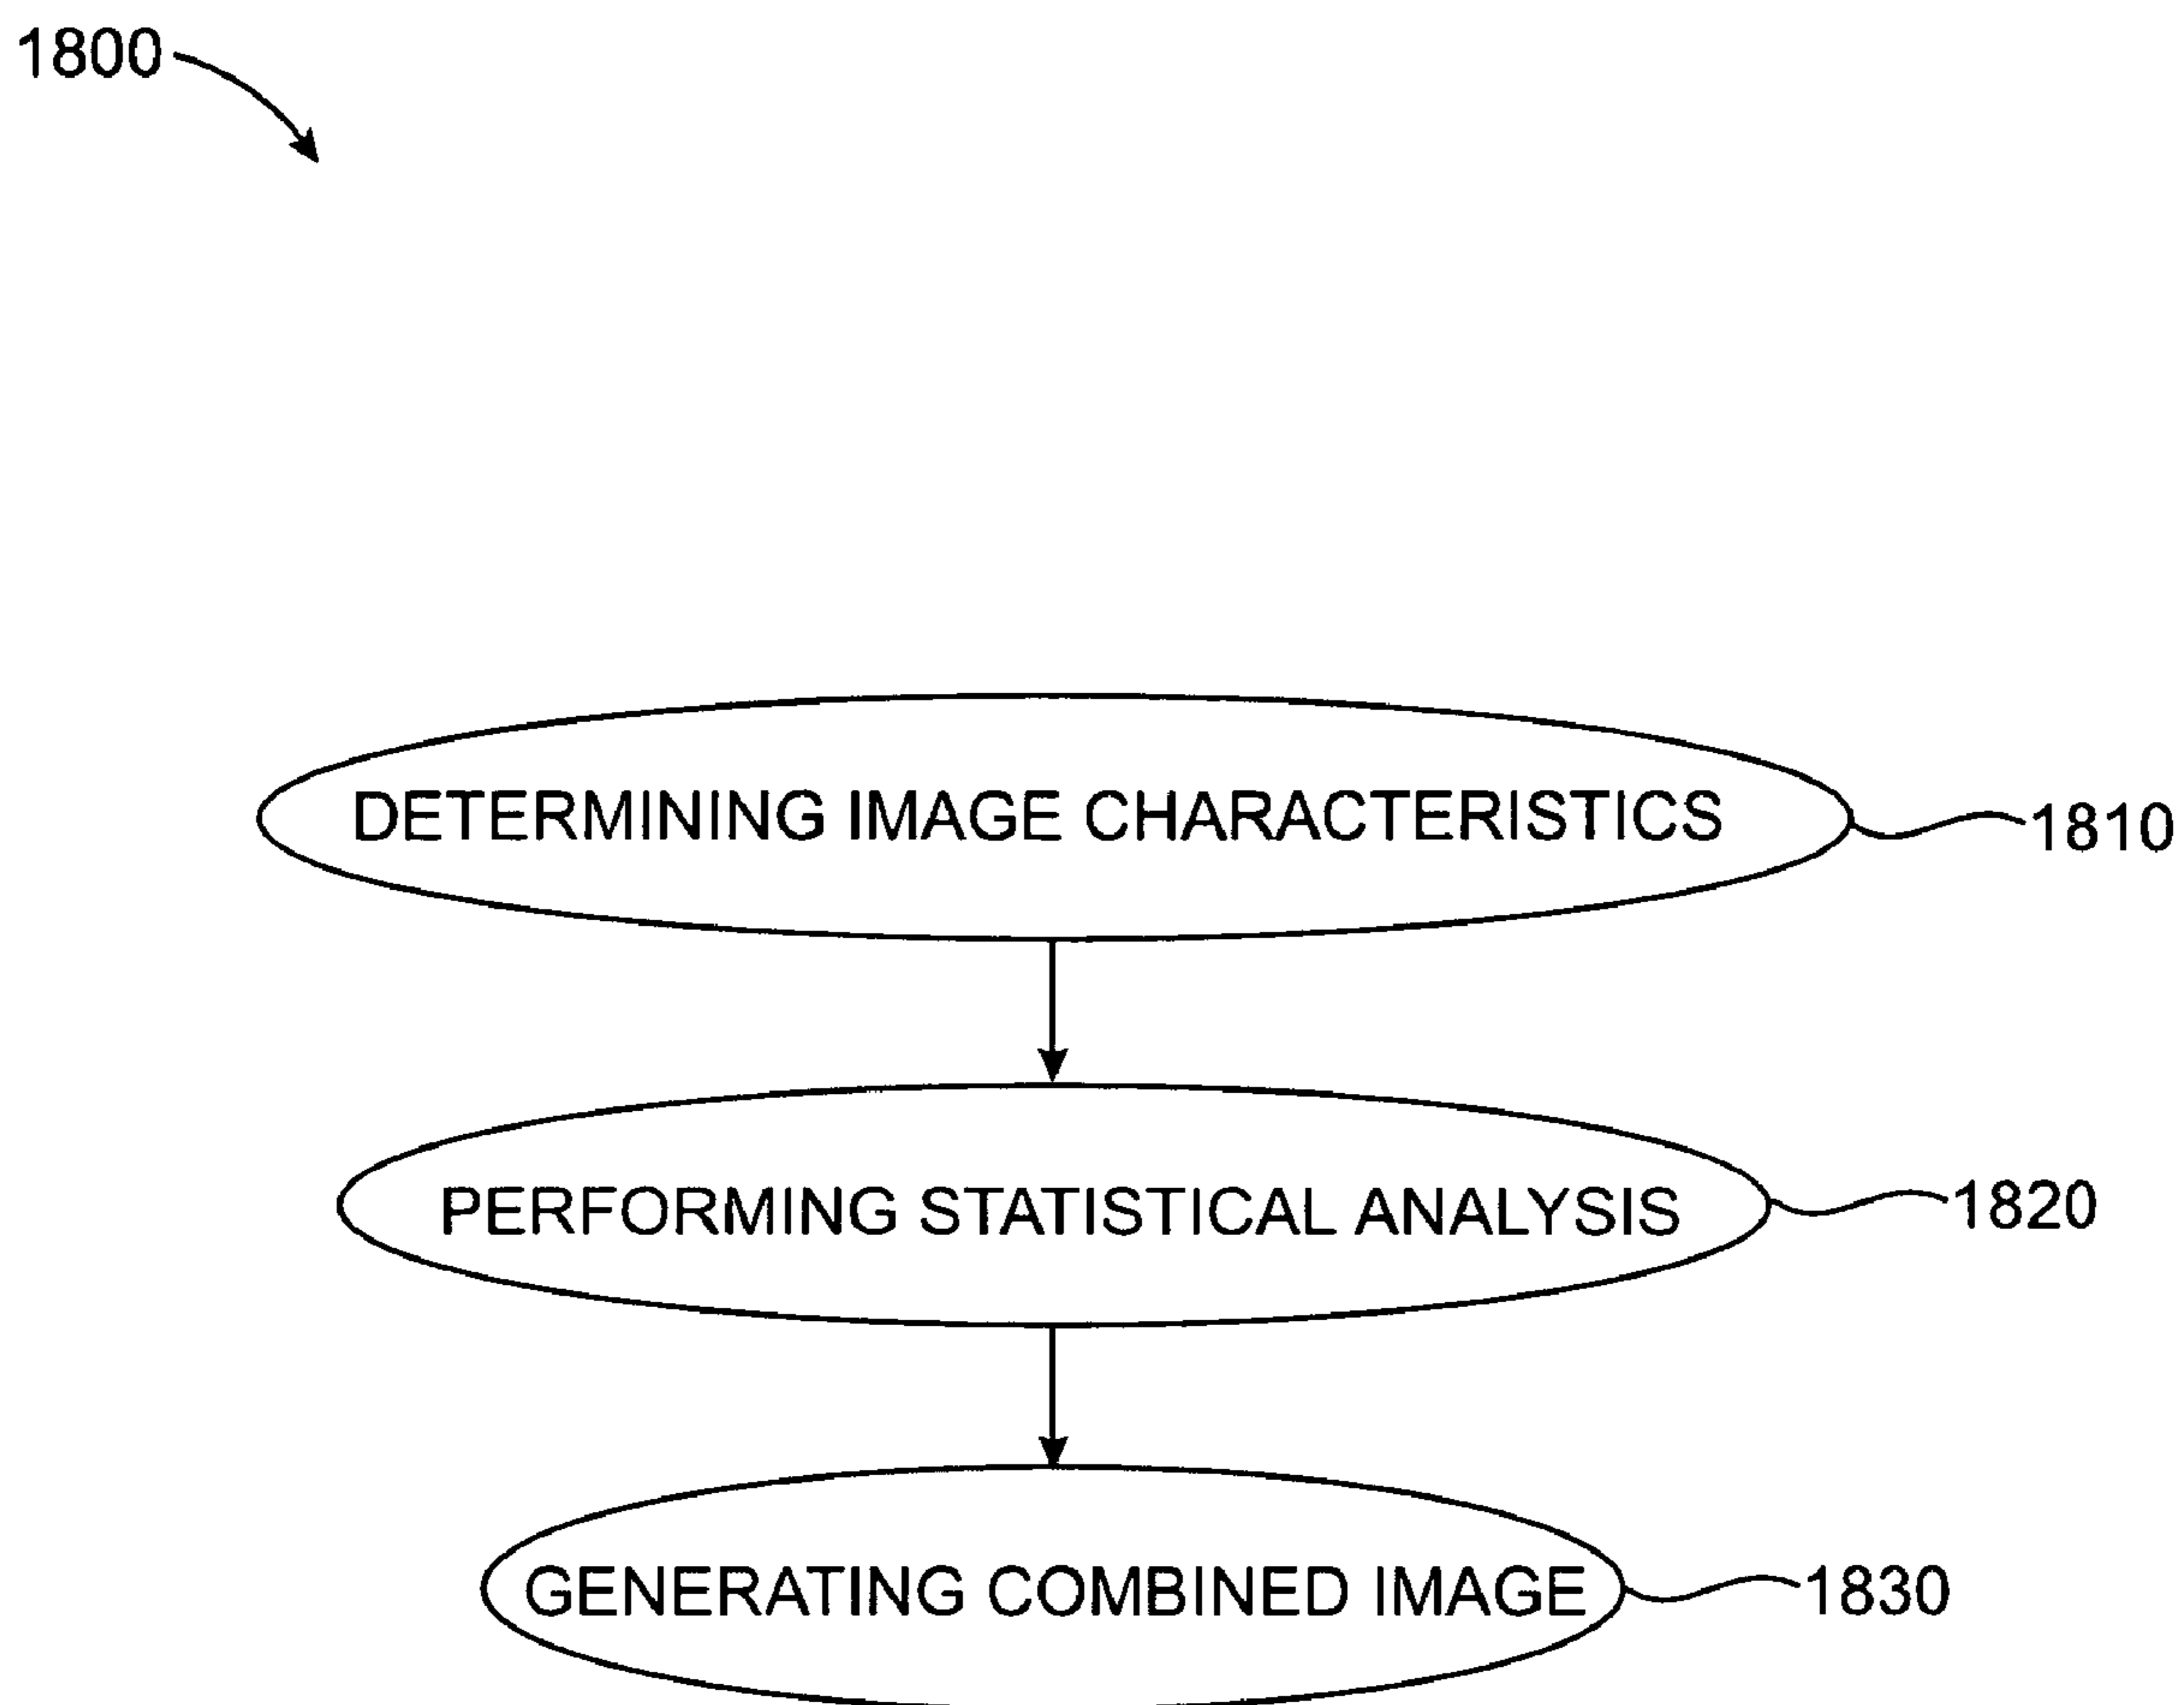 1800
DETERMINING IMAGE CHARACTERISTICS
1810
PERFORMING STATISTICAL ANALYSIS
1820
GENERATING COMBINED IMAGE
1830